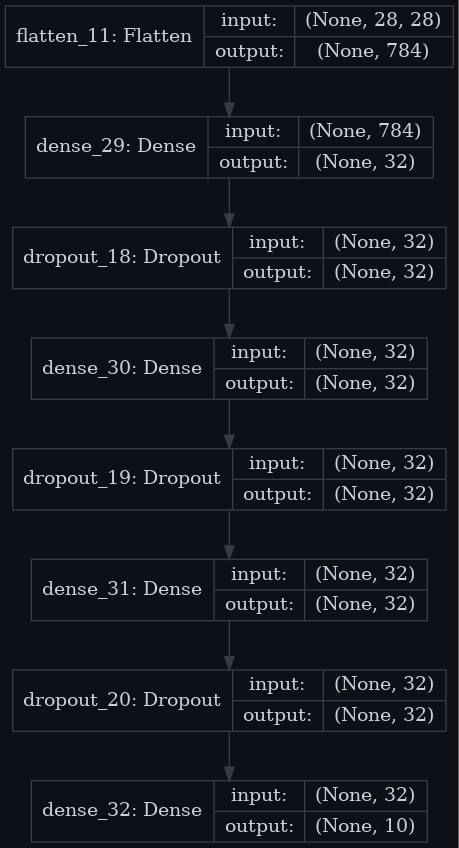 flatten_11: Flatten
input:
(None, 28, 28)
output:
(None, 784)
dense_29: Dense
input:
(None, 784)
output:
(None, 32)
dropout_18: Dropout
input:
(None, 32)
output:
(None, 32)
dense_30: Dense
input:
(None, 32)
output:
(None, 32)
dropout_19: Dropout
input:
(None, 32)
output:
(None, 32)
dense_31: Dense
input:
(None, 32)
output:
(None, 32)
dropout_20: Dropout
input:
(None, 32)
output:
(None, 32)
dense_32: Dense
input:
(None, 32)
output:
(None, 10)